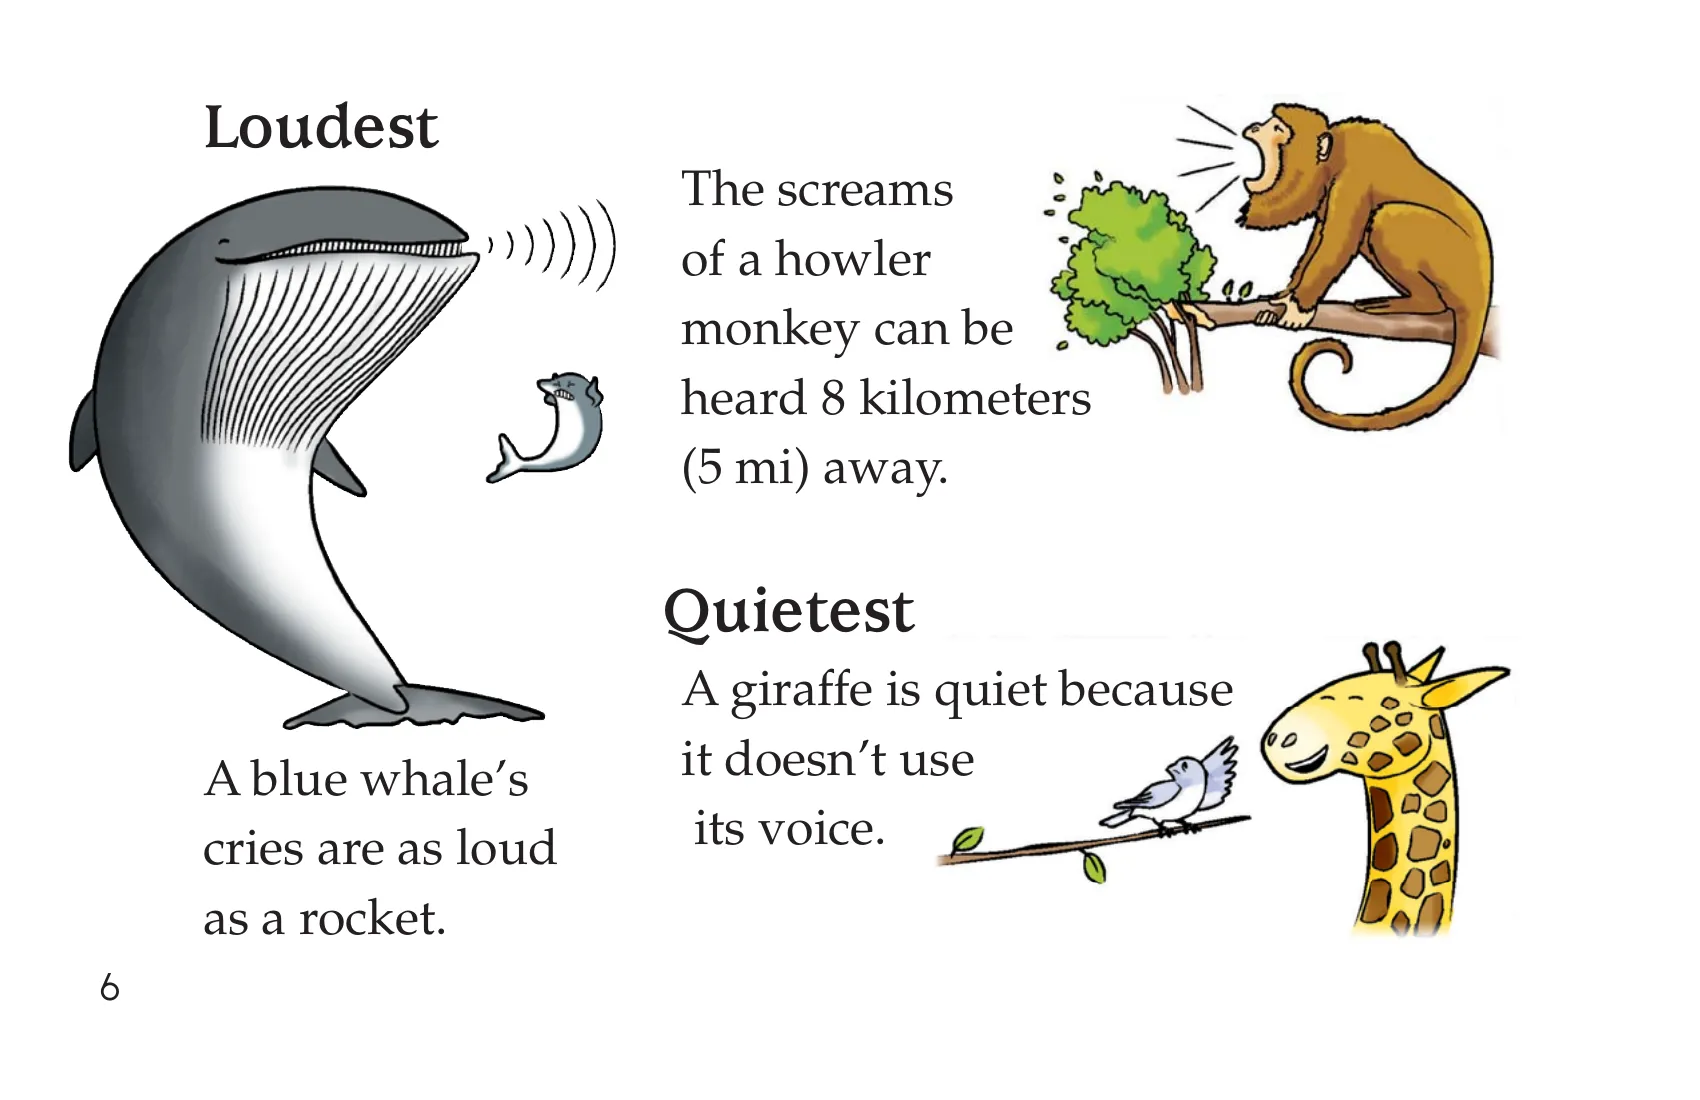 Loudest
A blue whale’s
cries are as loud
as a rocket.
The screams
of a howler
monkey can be
heard 8 kilometers
(5 mi) away.
Quietest
A giraffe is quiet because
it doesn’t use
its voice.
6